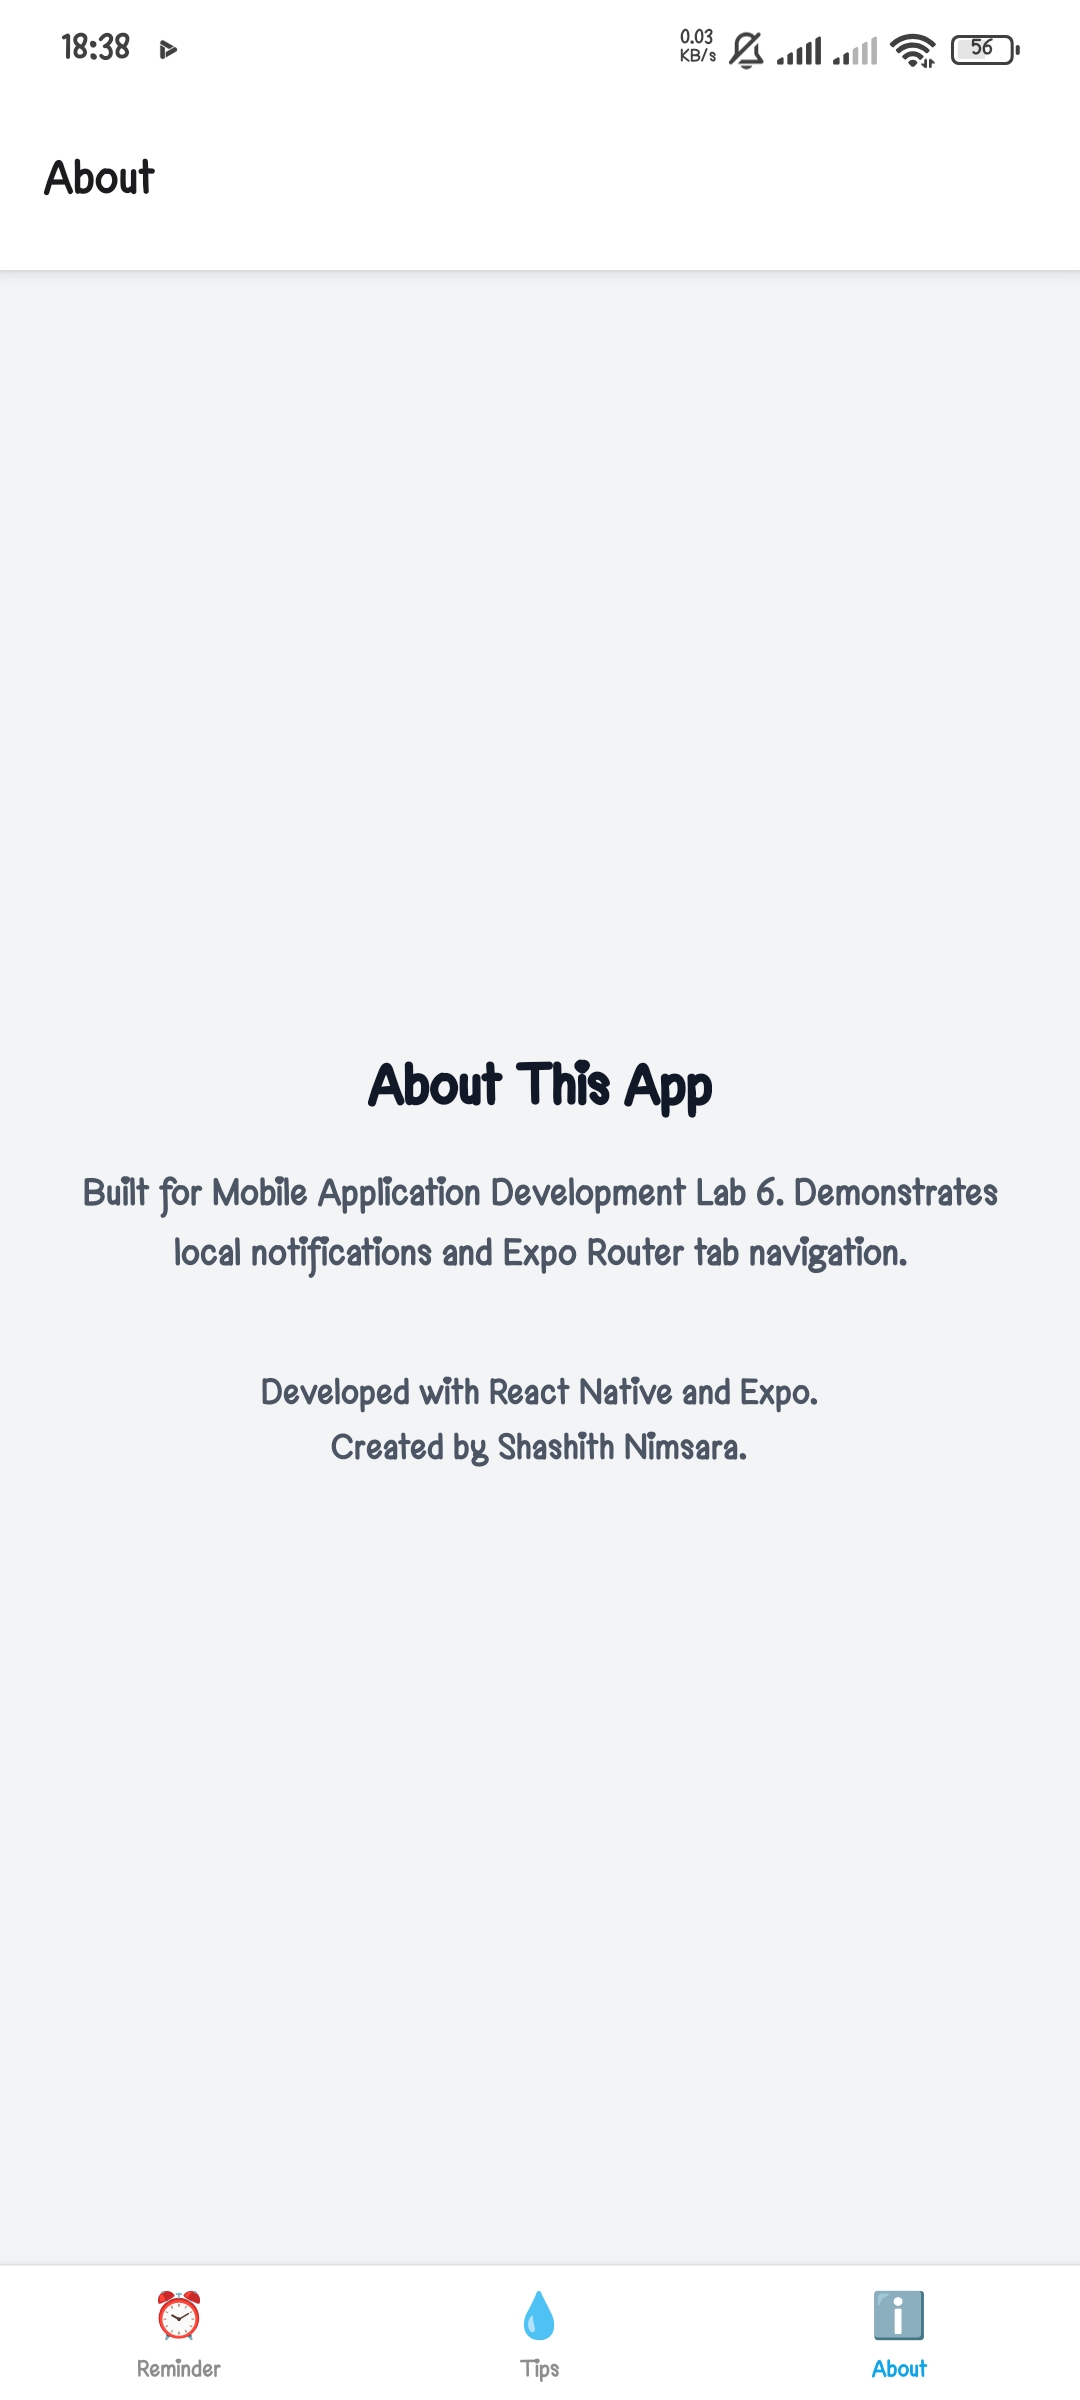 18:38
0.03
KB/s
56
About
About This App
Built for Mobile Application Development Lab 6. Demonstrates
local notifications and Expo Router tab navigation.
Developed with React Native and Expo.
Created by Shashith Nimsara.
Reminder
Tips
About